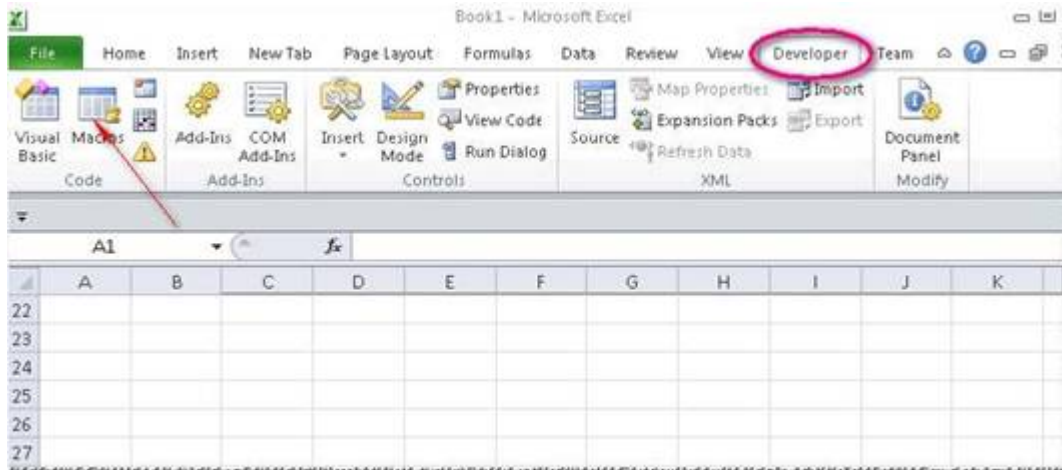 Book1 - Microsoft Excel
File Home Insert New Tab Page Layout Formulas Data Review View Developer Team
Visual Basic
Macros
Code
Add-Ins
COM Add-Ins
Add-Ins
Insert
Design Mode
Properties
View Code
Run Dialog
Controls
Source
Map Properties
Expansion Packs
Refresh Data
Import
Export
XML
Document Panel
Modify
A1 fx
A B C D E F G H I J K
22
23
24
25
26
27